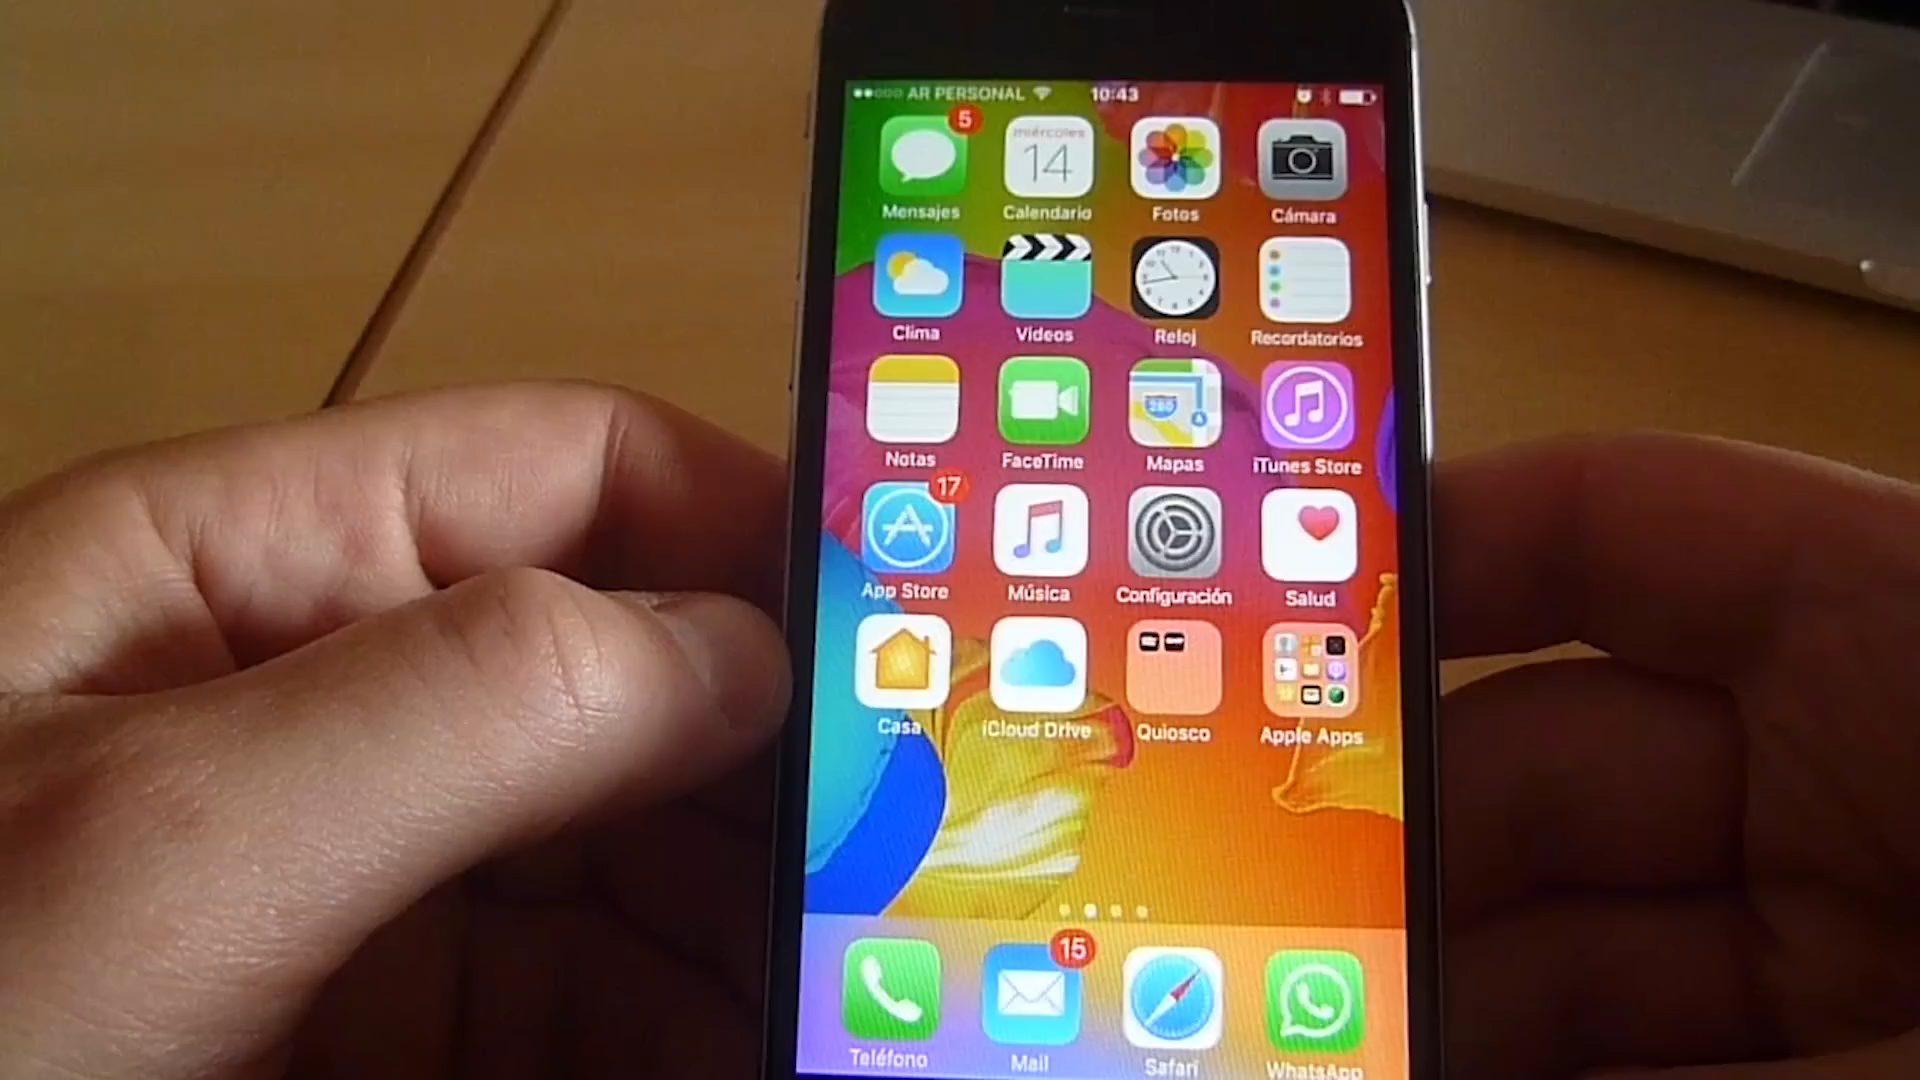 AR PERSONAL 10:43
5
miércoles
14
Mensajes Calendario Fotos Cámara
Clima Videos Reloj Recordatorios
280
Notas FaceTime Mapas iTunes Store
17
App Store Música Configuración Salud
Casa iCloud Drive Quiosco Apple Apps
15
Teléfono Mail Safari WhatsApp